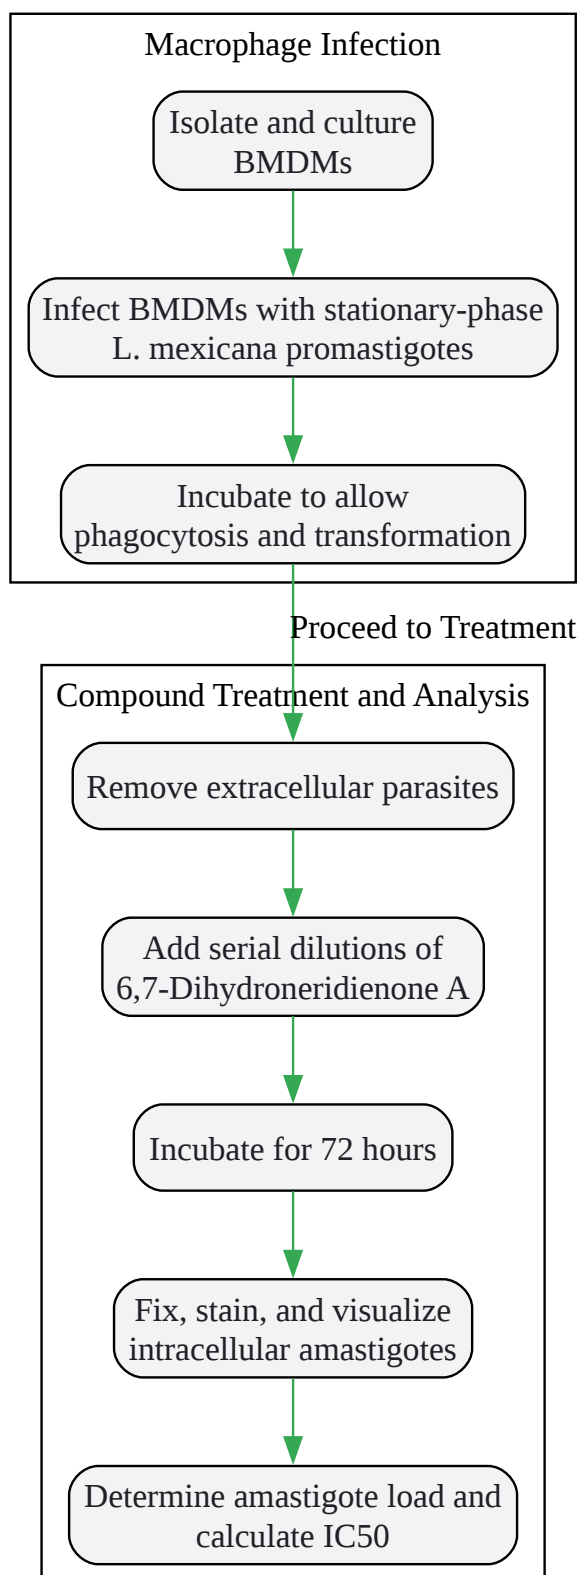 Macrophage Infection
Isolate and culture
BMDMs
Infect BMDMs with stationary-phase
L. mexicana promastigotes
Incubate to allow
phagocytosis and transformation
Proceed to Treatment
Compound Treatment and Analysis
Remove extracellular parasites
Add serial dilutions of
6,7-Dihydroneridienone A
Incubate for 72 hours
Fix, stain, and visualize
intracellular amastigotes
Determine amastigote load and
calculate IC50